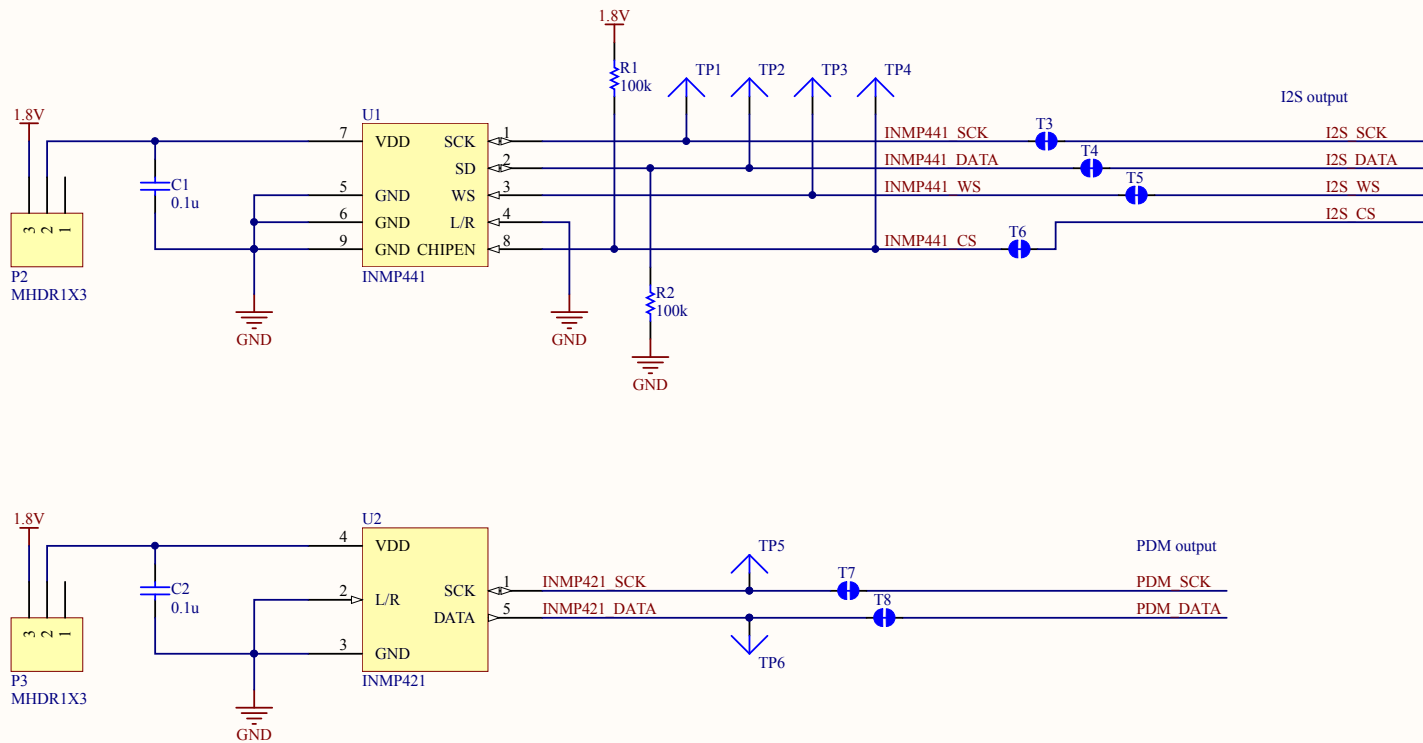 1.8V
R1
100k
TP1
TP2
TP3
TP4
I2S output
1.8V
U1
7
VDD
SCK
1
INMP441_SCK
T3
I2S_SCK
SD
2
INMP441_DATA
T4
I2S_DATA
C1
0.1u
5
GND
WS
3
INMP441_WS
T5
I2S_WS
6
GND
L/R
4
I2S_CS
9
GND
CHIPEN
8
INMP441_CS
T6
3
2
1
P2
MHDR1X3
INMP441
R2
100k
GND
GND
GND
1.8V
U2
4
VDD
TP5
PDM output
C2
0.1u
2
L/R
SCK
1
INMP421_SCK
T7
PDM_SCK
DATA
5
INMP421_DATA
T8
PDM_DATA
3
2
1
3
GND
TP6
P3
MHDR1X3
INMP421
GND